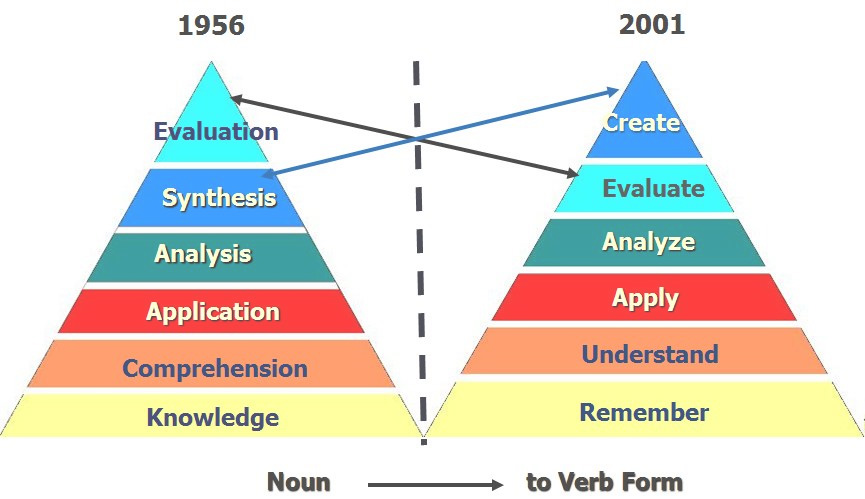 1956
Evaluation
Synthesis
Analysis
Application
Comprehension
Knowledge
2001
Create
Evaluate
Analyze
Apply
Understand
Remember
Noun to Verb Form